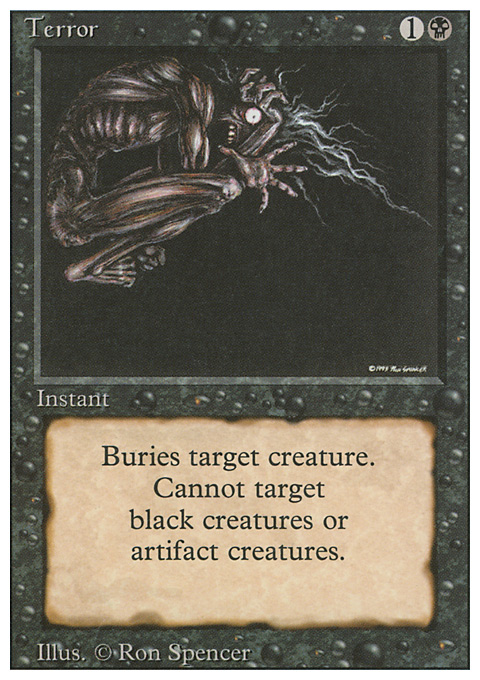 Terror 1
Instant
Buries target creature.
Cannot target
black creatures or
artifact creatures.
Illus. © Ron Spencer